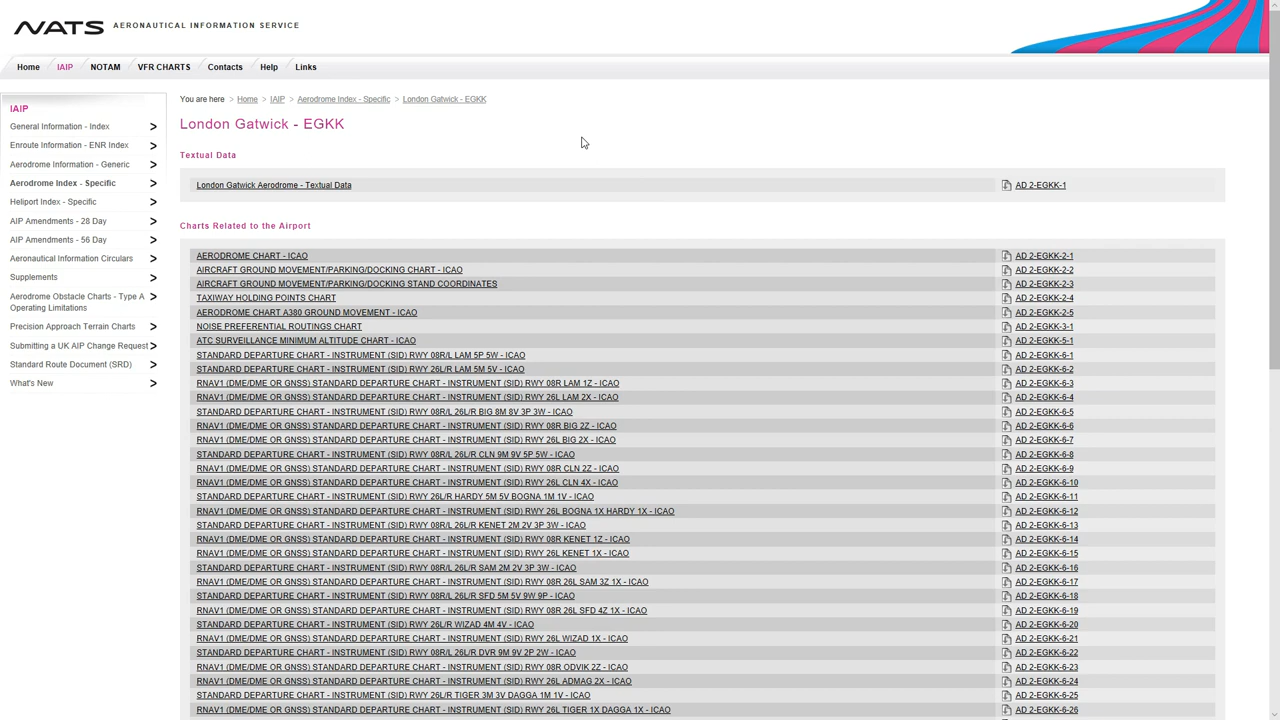 NATS AERONAUTICAL INFORMATION SERVICE
Home IAIP NOTAM VFR CHARTS Contacts Help Links
IAIP
General Information - Index >
Enroute Information - ENR Index >
Aerodrome Information - Generic >
Aerodrome Index - Specific >
Heliport Index - Specific >
AIP Amendments - 28 Day >
AIP Amendments - 56 Day >
Aeronautical Information Circulars >
Supplements >
Aerodrome Obstacle Charts - Type A >
Operating Limitations
Precision Approach Terrain Charts >
Submitting a UK AIP Change Request >
Standard Route Document (SRD) >
What's New >
You are here > Home > IAIP > Aerodrome Index - Specific > London Gatwick - EGKK
London Gatwick - EGKK
Textual Data
London Gatwick Aerodrome - Textual Data AD 2-EGKK-1
Charts Related to the Airport
AERODROME CHART - ICAO AD 2-EGKK-2-1
AIRCRAFT GROUND MOVEMENT/PARKING/DOCKING CHART - ICAO AD 2-EGKK-2-2
AIRCRAFT GROUND MOVEMENT/PARKING/DOCKING STAND COORDINATES AD 2-EGKK-2-3
TAXIWAY HOLDING POINTS CHART AD 2-EGKK-2-4
AERODROME CHART A380 GROUND MOVEMENT - ICAO AD 2-EGKK-2-5
NOISE PREFERENTIAL ROUTINGS CHART AD 2-EGKK-3-1
ATC SURVEILLANCE MINIMUM ALTITUDE CHART - ICAO AD 2-EGKK-5-1
STANDARD DEPARTURE CHART - INSTRUMENT (SID) RWY 08R/L LAM 5P 5W - ICAO AD 2-EGKK-6-1
STANDARD DEPARTURE CHART - INSTRUMENT (SID) RWY 26L/R LAM 5M 5V - ICAO AD 2-EGKK-6-2
RNAV1 (DME/DME OR GNSS) STANDARD DEPARTURE CHART - INSTRUMENT (SID) RWY 08R LAM 1Z - ICAO AD 2-EGKK-6-3
RNAV1 (DME/DME OR GNSS) STANDARD DEPARTURE CHART - INSTRUMENT (SID) RWY 26L LAM 2X - ICAO AD 2-EGKK-6-4
STANDARD DEPARTURE CHART - INSTRUMENT (SID) RWY 08R/L 26L/R BIG 8M 8V 3P 3W - ICAO AD 2-EGKK-6-5
RNAV1 (DME/DME OR GNSS) STANDARD DEPARTURE CHART - INSTRUMENT (SID) RWY 08R BIG 2Z - ICAO AD 2-EGKK-6-6
RNAV1 (DME/DME OR GNSS) STANDARD DEPARTURE CHART - INSTRUMENT (SID) RWY 26L BIG 2X - ICAO AD 2-EGKK-6-7
STANDARD DEPARTURE CHART - INSTRUMENT (SID) RWY 08R/L 26L/R CLN 9M 9V 5P 5W - ICAO AD 2-EGKK-6-8
RNAV1 (DME/DME OR GNSS) STANDARD DEPARTURE CHART - INSTRUMENT (SID) RWY 08R CLN 2Z - ICAO AD 2-EGKK-6-9
RNAV1 (DME/DME OR GNSS) STANDARD DEPARTURE CHART - INSTRUMENT (SID) RWY 26L CLN 4X - ICAO AD 2-EGKK-6-10
STANDARD DEPARTURE CHART - INSTRUMENT (SID) RWY 26L/R HARDY 5M 5V BOGNA 1M 1V - ICAO AD 2-EGKK-6-11
RNAV1 (DME/DME OR GNSS) STANDARD DEPARTURE CHART - INSTRUMENT (SID) RWY 26L BOGNA 1X HARDY 1X - ICAO AD 2-EGKK-6-12
STANDARD DEPARTURE CHART - INSTRUMENT (SID) RWY 08R/L 26L/R KENET 2M 2V 3P 3W - ICAO AD 2-EGKK-6-13
RNAV1 (DME/DME OR GNSS) STANDARD DEPARTURE CHART - INSTRUMENT (SID) RWY 08R KENET 1Z - ICAO AD 2-EGKK-6-14
RNAV1 (DME/DME OR GNSS) STANDARD DEPARTURE CHART - INSTRUMENT (SID) RWY 26L KENET 1X - ICAO AD 2-EGKK-6-15
STANDARD DEPARTURE CHART - INSTRUMENT (SID) RWY 08R/L 26L/R SAM 2M 2V 3P 3W - ICAO AD 2-EGKK-6-16
RNAV1 (DME/DME OR GNSS) STANDARD DEPARTURE CHART - INSTRUMENT (SID) RWY 08R 26L SAM 3Z 1X - ICAO AD 2-EGKK-6-17
STANDARD DEPARTURE CHART - INSTRUMENT (SID) RWY 08R/L 26L/R SFD 5M 5V 9W 9P - ICAO AD 2-EGKK-6-18
RNAV1 (DME/DME OR GNSS) STANDARD DEPARTURE CHART - INSTRUMENT (SID) RWY 08R 26L SFD 4Z 1X - ICAO AD 2-EGKK-6-19
STANDARD DEPARTURE CHART - INSTRUMENT (SID) RWY 26L/R WIZAD 4M 4V - ICAO AD 2-EGKK-6-20
RNAV1 (DME/DME OR GNSS) STANDARD DEPARTURE CHART - INSTRUMENT (SID) RWY 26L WIZAD 1X - ICAO AD 2-EGKK-6-21
STANDARD DEPARTURE CHART - INSTRUMENT (SID) RWY 08R/L 26L/R DVR 9M 9V 2P 2W - ICAO AD 2-EGKK-6-22
RNAV1 (DME/DME OR GNSS) STANDARD DEPARTURE CHART - INSTRUMENT (SID) RWY 08R ODVIK 2Z - ICAO AD 2-EGKK-6-23
RNAV1 (DME/DME OR GNSS) STANDARD DEPARTURE CHART - INSTRUMENT (SID) RWY 26L ADMAG 2X - ICAO AD 2-EGKK-6-24
STANDARD DEPARTURE CHART - INSTRUMENT (SID) RWY 26L/R TIGER 3M 3V DAGGA 1M 1V - ICAO AD 2-EGKK-6-25
RNAV1 (DME/DME OR GNSS) STANDARD DEPARTURE CHART - INSTRUMENT (SID) RWY 26L TIGER 1X DAGGA 1X - ICAO AD 2-EGKK-6-26